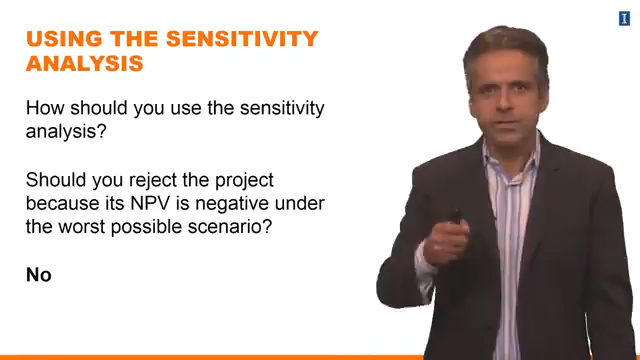 USING THE SENSITIVITY
ANALYSIS
How should you use the sensitivity
analysis?
Should you reject the project
because its NPV is negative under
the worst possible scenario?
No
I